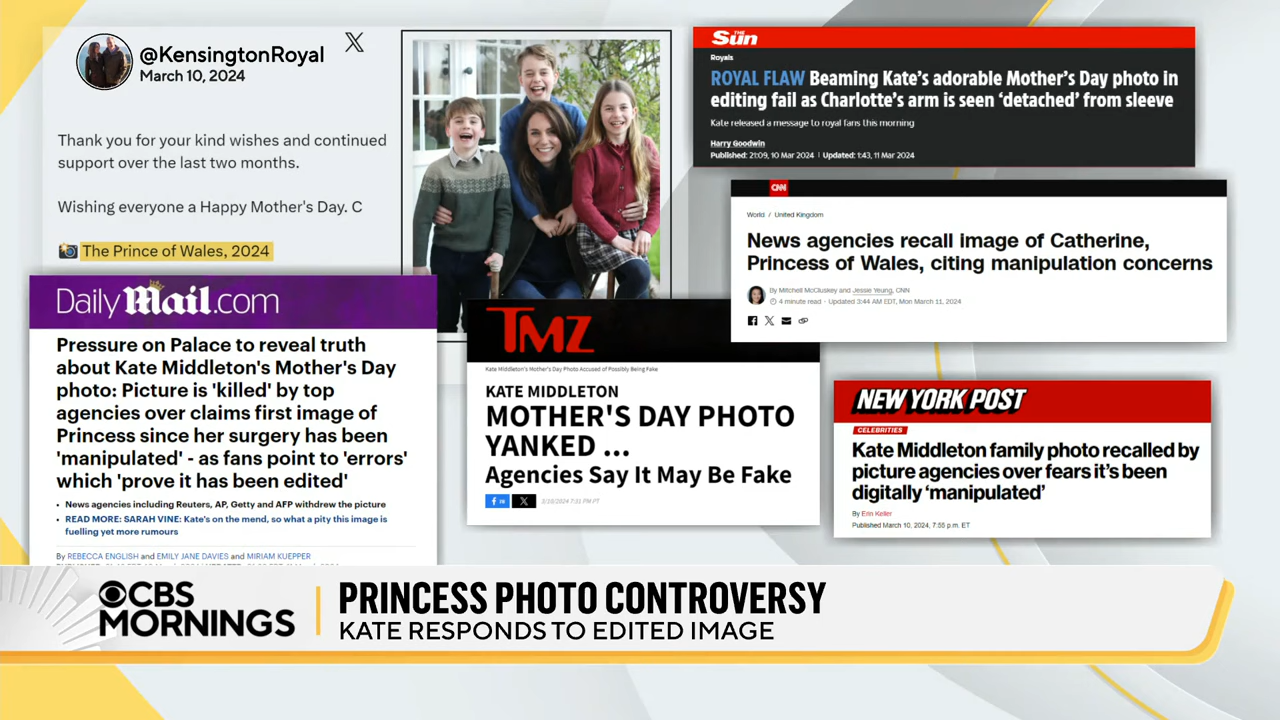 @KensingtonRoyal
March 10, 2024
Thank you for your kind wishes and continued
support over the last two months.
Wishing everyone a Happy Mother's Day. C
The Prince of Wales, 2024
THE Sun
Royals
ROYAL FLAW Beaming Kate's adorable Mother's Day photo in
editing fail as Charlotte's arm is seen 'detached' from sleeve
Kate released a message to royal fans this morning
Harry Goodwin
Published: 21:09, 10 Mar 2024 | Updated: 1:43, 11 Mar 2024
CNN
World / United Kingdom
News agencies recall image of Catherine,
Princess of Wales, citing manipulation concerns
By Mitchell McCluskey and Jessie Yeung, CNN
4 minute read · Updated 3:44 AM EDT, Mon March 11, 2024
Daily Mail.com
Pressure on Palace to reveal truth
about Kate Middleton's Mother's Day
photo: Picture is 'killed' by top
agencies over claims first image of
Princess since her surgery has been
'manipulated' - as fans point to 'errors'
which 'prove it has been edited'
• News agencies including Reuters, AP, Getty and AFP withdrew the picture
• READ MORE: SARAH VINE: Kate's on the mend, so what a pity this image is
fuelling yet more rumours
By REBECCA ENGLISH and EMILY JANE DAVIES and MIRIAM KUEPPER
TMZ
Kate Middleton's Mother's Day Photo Accused of Possibly Being Fake
KATE MIDDLETON
MOTHER'S DAY PHOTO
YANKED ...
Agencies Say It May Be Fake
3/10/2024 7:31 PM PT
NEW YORK POST
CELEBRITIES
Kate Middleton family photo recalled by
picture agencies over fears it's been
digitally 'manipulated'
By Erin Keller
Published March 10, 2024, 7:55 p.m. ET
CBS
MORNINGS
PRINCESS PHOTO CONTROVERSY
KATE RESPONDS TO EDITED IMAGE